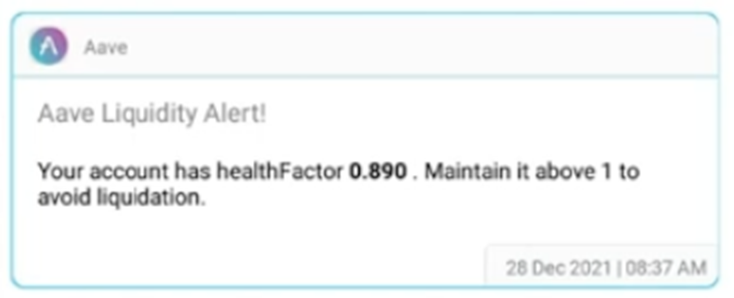 Aave
Aave Liquidity Alert!
Your account has healthFactor 0.890 . Maintain it above 1 to
avoid liquidation.
28 Dec 2021 | 08:37 AM